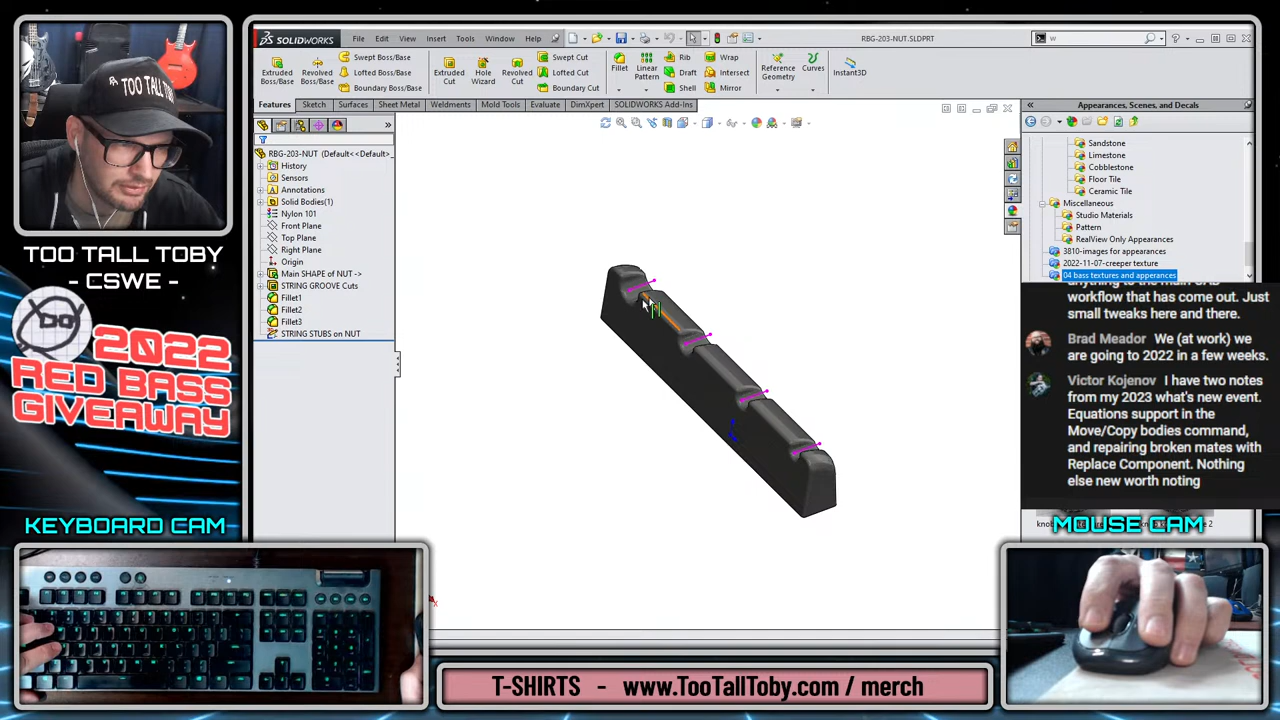 TOO TALL TOBY
TOO TALL TOBY
- CSWE -
2022
RED BASS
GIVEAWAY
KEYBOARD CAM
SOLIDWORKS
File
Edit
View
Insert
Tools
Window
Help
RBG-203-NUT.SLDPRT
w
Extruded
Boss/Base
Revolved
Boss/Base
Swept Boss/Base
Lofted Boss/Base
Boundary Boss/Base
Extruded
Cut
Hole
Wizard
Revolved
Cut
Swept Cut
Lofted Cut
Boundary Cut
Fillet
Linear
Pattern
Rib
Draft
Shell
Wrap
Intersect
Mirror
Reference
Geometry
Curves
Instant3D
Features
Sketch
Surfaces
Sheet Metal
Weldments
Mold Tools
Evaluate
DimXpert
SOLIDWORKS Add-Ins
RBG-203-NUT (Default<<Default>_
History
Sensors
Annotations
Solid Bodies(1)
Nylon 101
Front Plane
Top Plane
Right Plane
Origin
Main SHAPE of NUT ->
STRING GROOVE Cuts
Fillet1
Fillet2
Fillet3
STRING STUBS on NUT
x
Appearances, Scenes, and Decals
Sandstone
Limestone
Cobblestone
Floor Tile
Ceramic Tile
Miscellaneous
Studio Materials
Pattern
RealView Only Appearances
3810-images for apperances
2022-11-07-creeper texture
04 bass textures and apperances
workflow that has come out. Just
small tweaks here and there.
Brad Meador We (at work) we
are going to 2022 in a few weeks.
Victor Kojenov I have two notes
from my 2023 what's new event.
Equations support in the
Move/Copy bodies command,
and repairing broken mates with
Replace Component. Nothing
else new worth noting
MOUSE CAM
T-SHIRTS - www.TooTallToby.com / merch